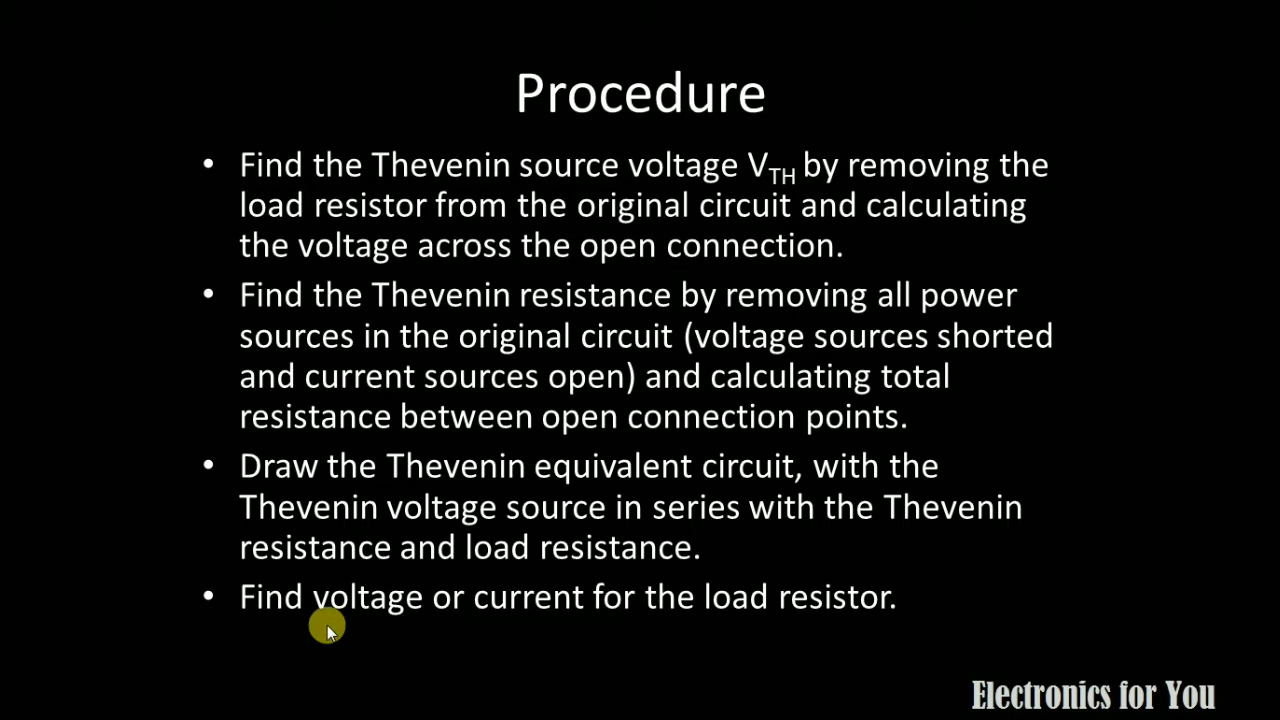 Procedure
• Find the Thevenin source voltage V_TH by removing the
load resistor from the original circuit and calculating
the voltage across the open connection.
• Find the Thevenin resistance by removing all power
sources in the original circuit (voltage sources shorted
and current sources open) and calculating total
resistance between open connection points.
• Draw the Thevenin equivalent circuit, with the
Thevenin voltage source in series with the Thevenin
resistance and load resistance.
• Find voltage or current for the load resistor.
Electronics for You